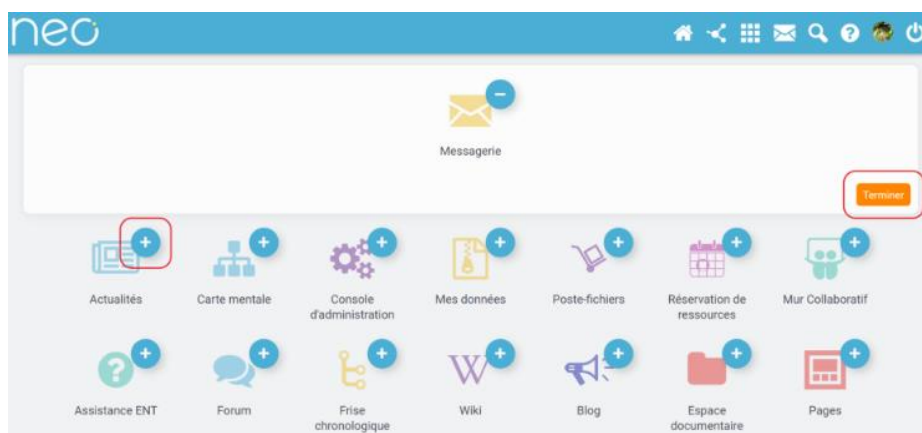 neo
Messagerie
Terminer
Actualités
Carte mentale
Console
d'administration
Mes données
Poste-fichiers
Réservation de
ressources
Mur Collaboratif
Assistance ENT
Forum
Frise
chronologique
Wiki
Blog
Espace
documentaire
Pages